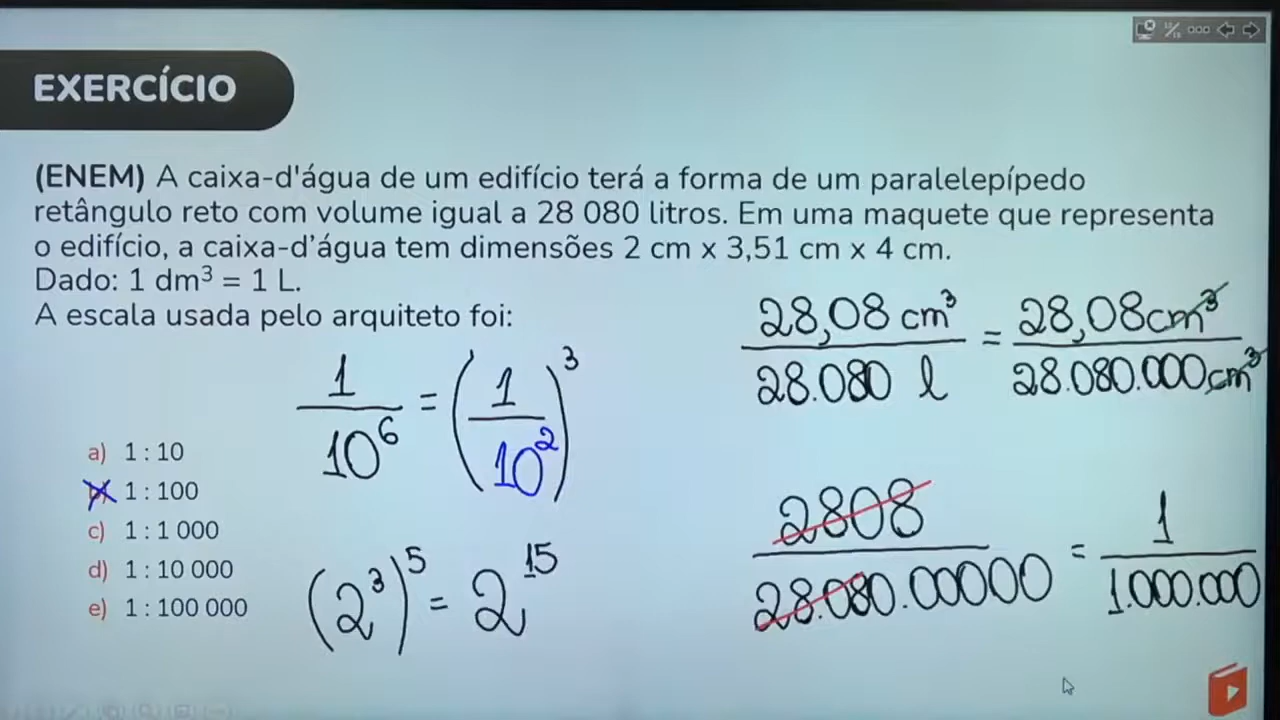 EXERCÍCIO
(ENEM) A caixa-d'água de um edifício terá a forma de um paralelepípedo
retângulo reto com volume igual a 28 080 litros. Em uma maquete que representa
o edifício, a caixa-d’água tem dimensões 2 cm x 3,51 cm x 4 cm.
Dado: 1 dm³ = 1 L.
A escala usada pelo arquiteto foi:
28,08 cm³ / 28.080 l = 28,08cm³ / 28.080.000cm³
1 / 10⁶ = (1 / 10²)³
a) 1 : 10
b) 1 : 100
c) 1 : 1 000
d) 1 : 10 000
e) 1 : 100 000
(2³)⁵ = 2¹⁵
2808 / 28.080.00000 = 1 / 1.000.000